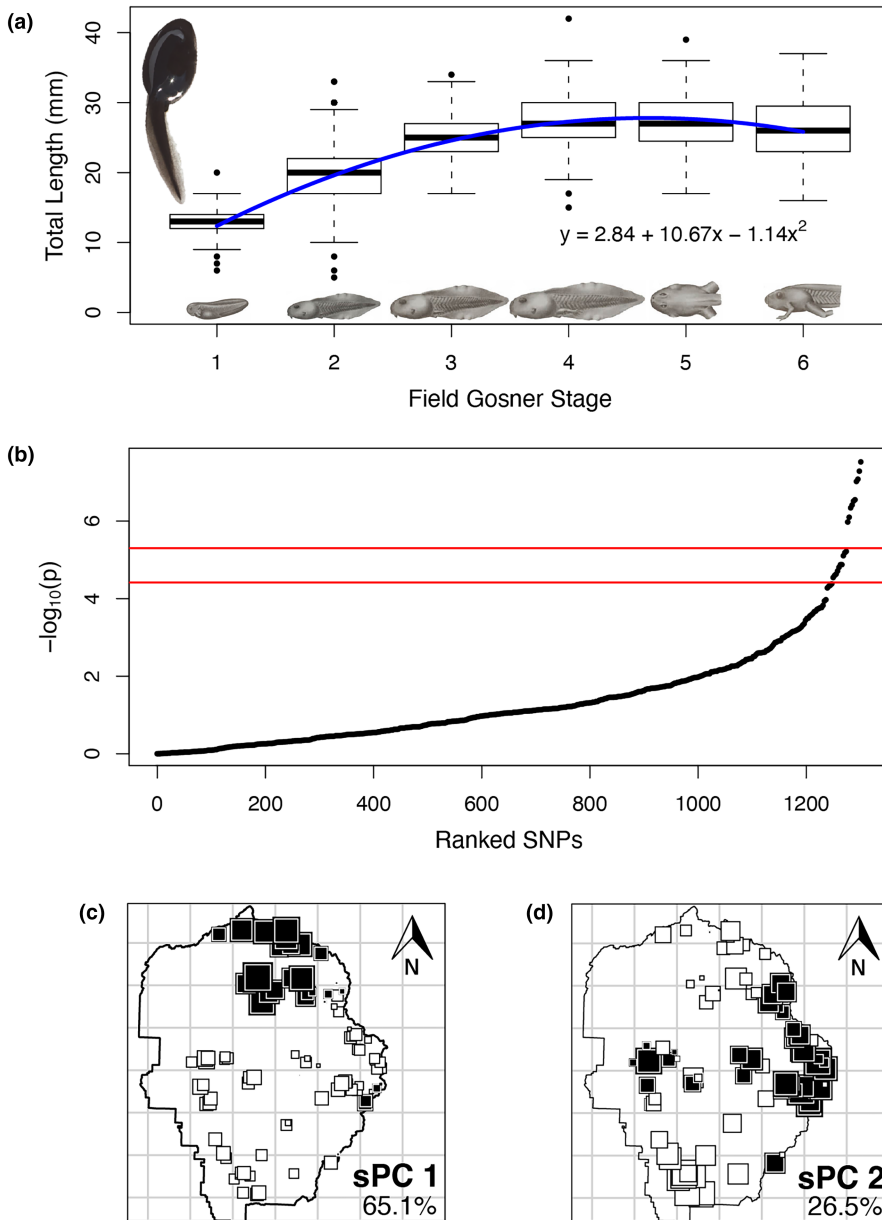 (a)
Total Length (mm)
40
30
20
10
0
y = 2.84 + 10.67x − 1.14x²
1 2 3 4 5 6
Field Gosner Stage
(b)
−log₁₀(p)
6
4
2
0
0 200 400 600 800 1000 1200
Ranked SNPs
(c)
N
sPC 1
65.1%
(d)
N
sPC 2
26.5%